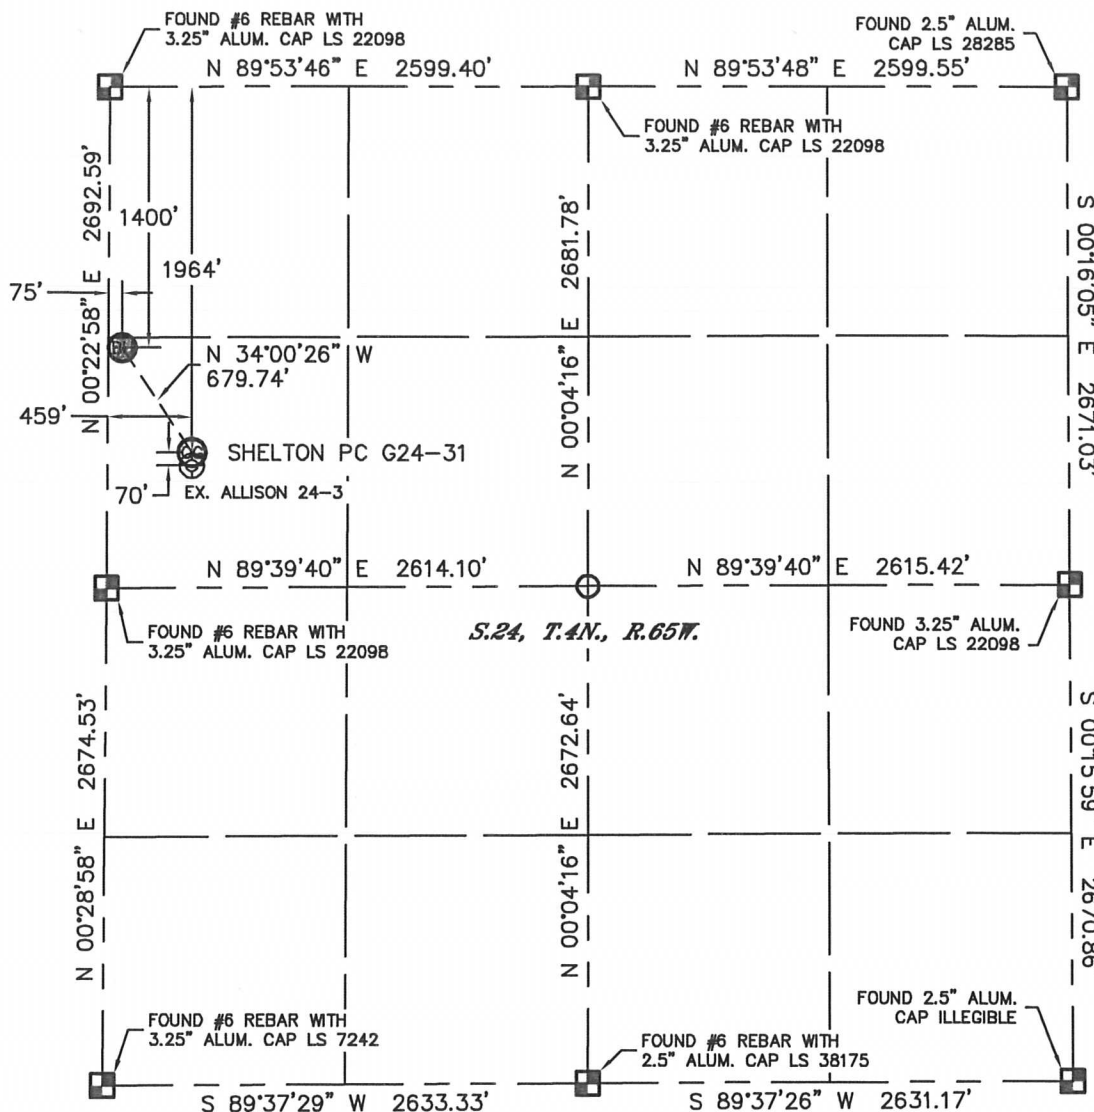 FOUND #6 REBAR WITH
3.25" ALUM. CAP LS 22098
FOUND 2.5" ALUM.
CAP LS 28285
N 89°53'46" E 2599.40'
N 89°53'48" E 2599.55'
FOUND #6 REBAR WITH
3.25" ALUM. CAP LS 22098
N 00°22'58" E 2692.59'
1400'
1964'
75'
N 00°04'16" E 2681.78'
S 00°16'05" E 2671.03'
BH
N 34°00'26" W
679.74'
459'
SHELTON PC G24-31
70'
EX. ALLISON 24-3
N 89°39'40" E 2614.10'
N 89°39'40" E 2615.42'
FOUND #6 REBAR WITH
3.25" ALUM. CAP LS 22098
S.24, T.4N., R.65W.
FOUND 3.25" ALUM.
CAP LS 22098
N 00°28'58" E 2674.53'
N 00°04'16" E 2672.64'
S 00°15'59" E 2670.86'
FOUND #6 REBAR WITH
3.25" ALUM. CAP LS 7242
FOUND #6 REBAR WITH
2.5" ALUM. CAP LS 38175
FOUND 2.5" ALUM.
CAP ILLEGIBLE
S 89°37'29" W 2633.33'
S 89°37'26" W 2631.17'